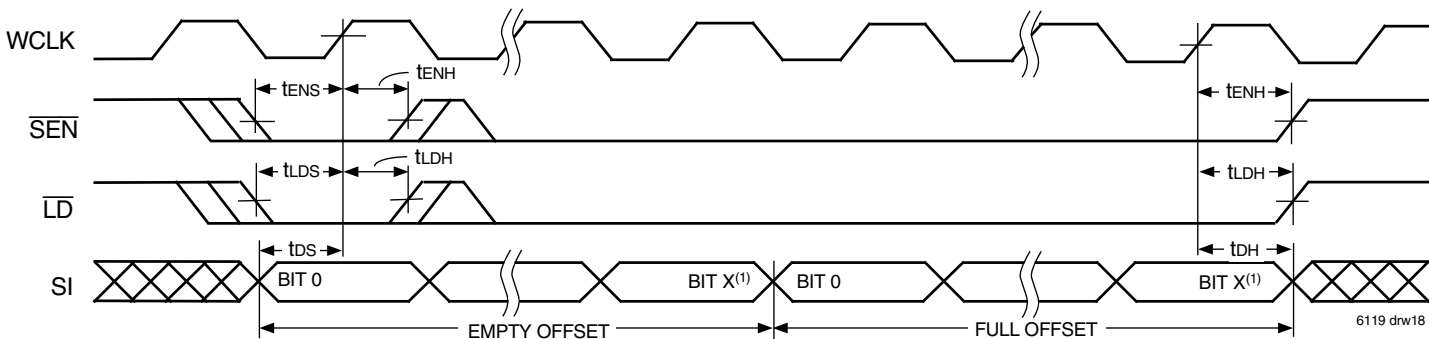 WCLK
tENS
tENH
SEN
tENH
tLDS
tLDH
LD
tLDH
tDS
tDH
SI
BIT 0
BIT X(1)
BIT 0
BIT X(1)
EMPTY OFFSET
FULL OFFSET
6119 drw18